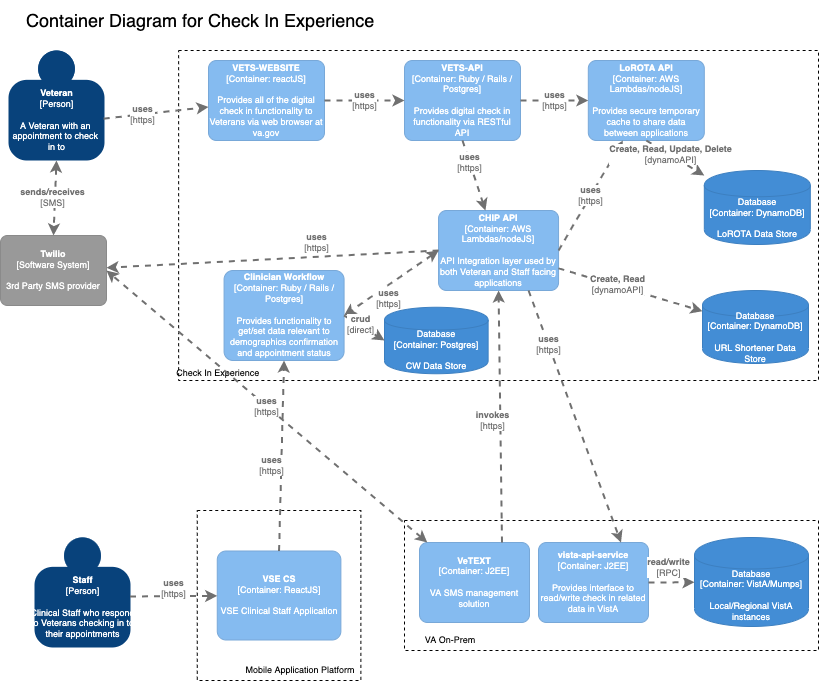 Container Diagram for Check In Experience
Veteran
[Person]
A Veteran with an
appointment to check
in to
uses
[https]
VETS-WEBSITE
[Container: reactJS]
Provides all of the digital
check in functionality to
Veterans via web browser at
va.gov
uses
[https]
VETS-API
[Container: Ruby / Rails /
Postgres]
Provides digital check in
functionality via RESTful
API
uses
[https]
LoROTA API
[Container: AWS
Lambdas/nodeJS]
Provides secure temporary
cache to share data
between applications
Create, Read, Update, Delete
[dynamoAPI]
Database
[Container: DynamoDB]
LoROTA Data Store
sends/receives
[SMS]
uses
[https]
uses
[https]
Twilio
[Software System]
3rd Party SMS provider
uses
[https]
CHIP API
[Container: AWS
Lambdas/nodeJS]
API Integration layer used by
both Veteran and Staff facing
applications
Create, Read
[dynamoAPI]
Database
[Container: DynamoDB]
URL Shortener Data
Store
Clinician Workflow
[Container: Ruby / Rails /
Postgres]
Provides functionality to
get/set data relevant to
demographics confirmation
and appointment status
uses
[https]
crud
[direct]
Database
[Container: Postgres]
CW Data Store
Check In Experience
uses
[https]
uses
[https]
invokes
[https]
uses
[https]
Staff
[Person]
Clinical Staff who respon
to Veterans checking in to
their appointments
uses
[https]
VSE CS
[Container: ReactJS]
VSE Clinical Staff Application
Mobile Application Platform
VeTEXT
[Container: J2EE]
VA SMS management
solution
vista-api-service
[Container: J2EE]
Provides interface to
read/write check in related
data in VistA
read/write
[RPC]
Database
[Container: VistA/Mumps]
Local/Regional VistA
instances
VA On-Prem